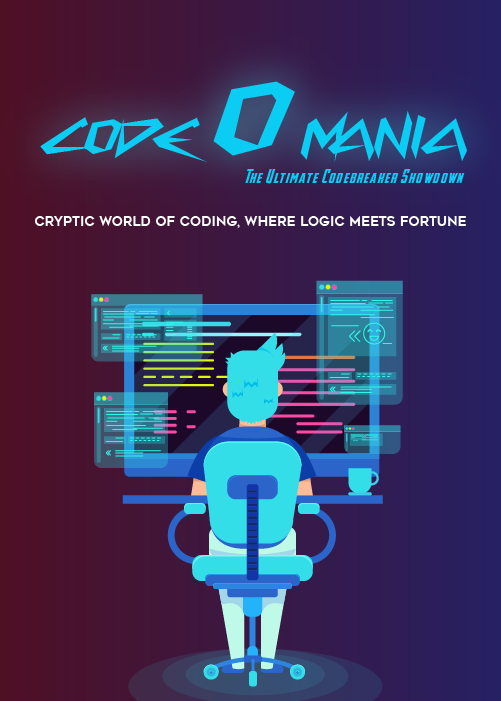 CODE O MANIA
THE ULTIMATE CODEBREAKER SHOWDOWN
CRYPTIC WORLD OF CODING, WHERE LOGIC MEETS FORTUNE